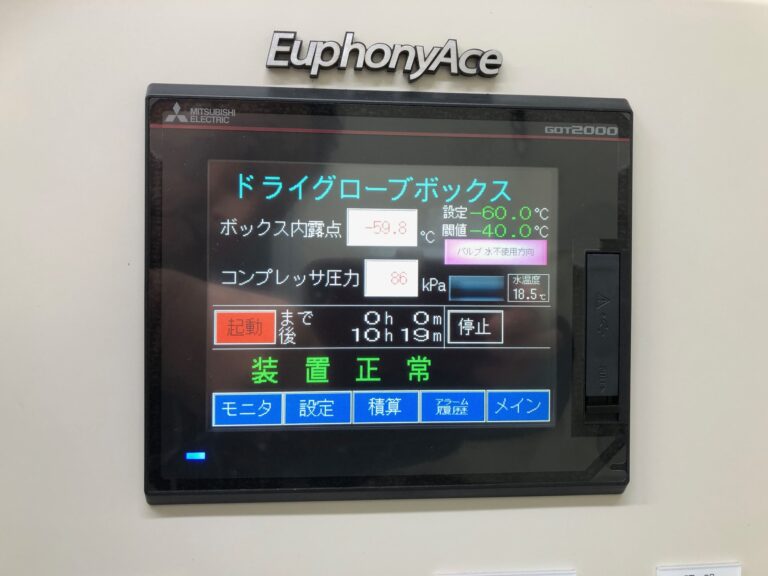 EuphonyAce
MITSUBISHI
ELECTRIC
GOT2000
ドライグローブボックス
設定-60.0℃
ボックス内露点 -59.8 ℃
閾値-40.0℃
バルブ:水不使用方向
コンプレッサ圧力 86 kPa
水温度
18.5℃
起動 まで 0h 0m
後 10h 19m
停止
装置正常
モニタ 設定 積算 アラーム履歴 メイン